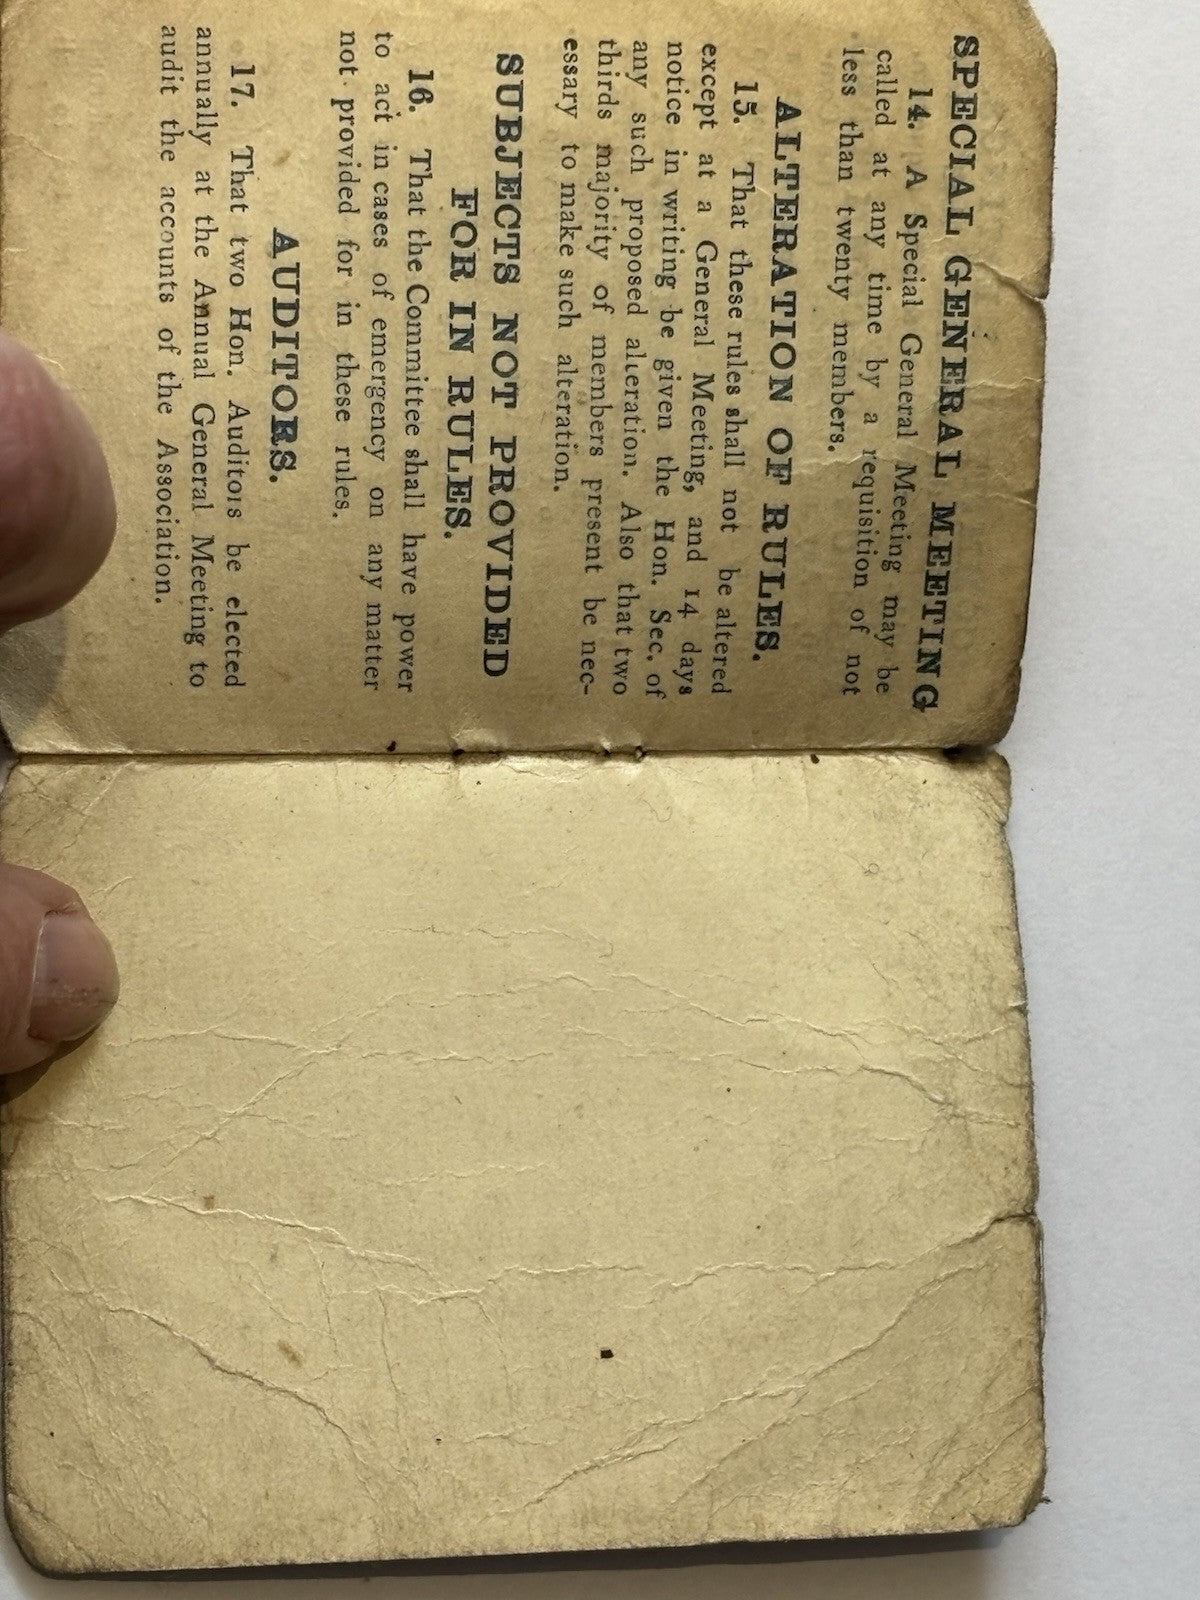 SPECIAL GENERAL MEETING
14. A Special General Meeting may be
called at any time by a requisition of not
less than twenty members.
ALTERATION OF RULES.
15. That these rules shall not be altered
except at a General Meeting, and 14 days
notice in writing be given the Hon. Sec. of
any such proposed alteration. Also that two
thirds majority of members present be nec-
essary to make such alteration.
SUBJECTS NOT PROVIDED
FOR IN RULES.
16. That the Committee shall have power
to act in cases of emergency on any matter
not provided for in these rules.
AUDITORS.
17. That two Hon. Auditors be elected
annually at the Annual General Meeting to
audit the accounts of the Association.